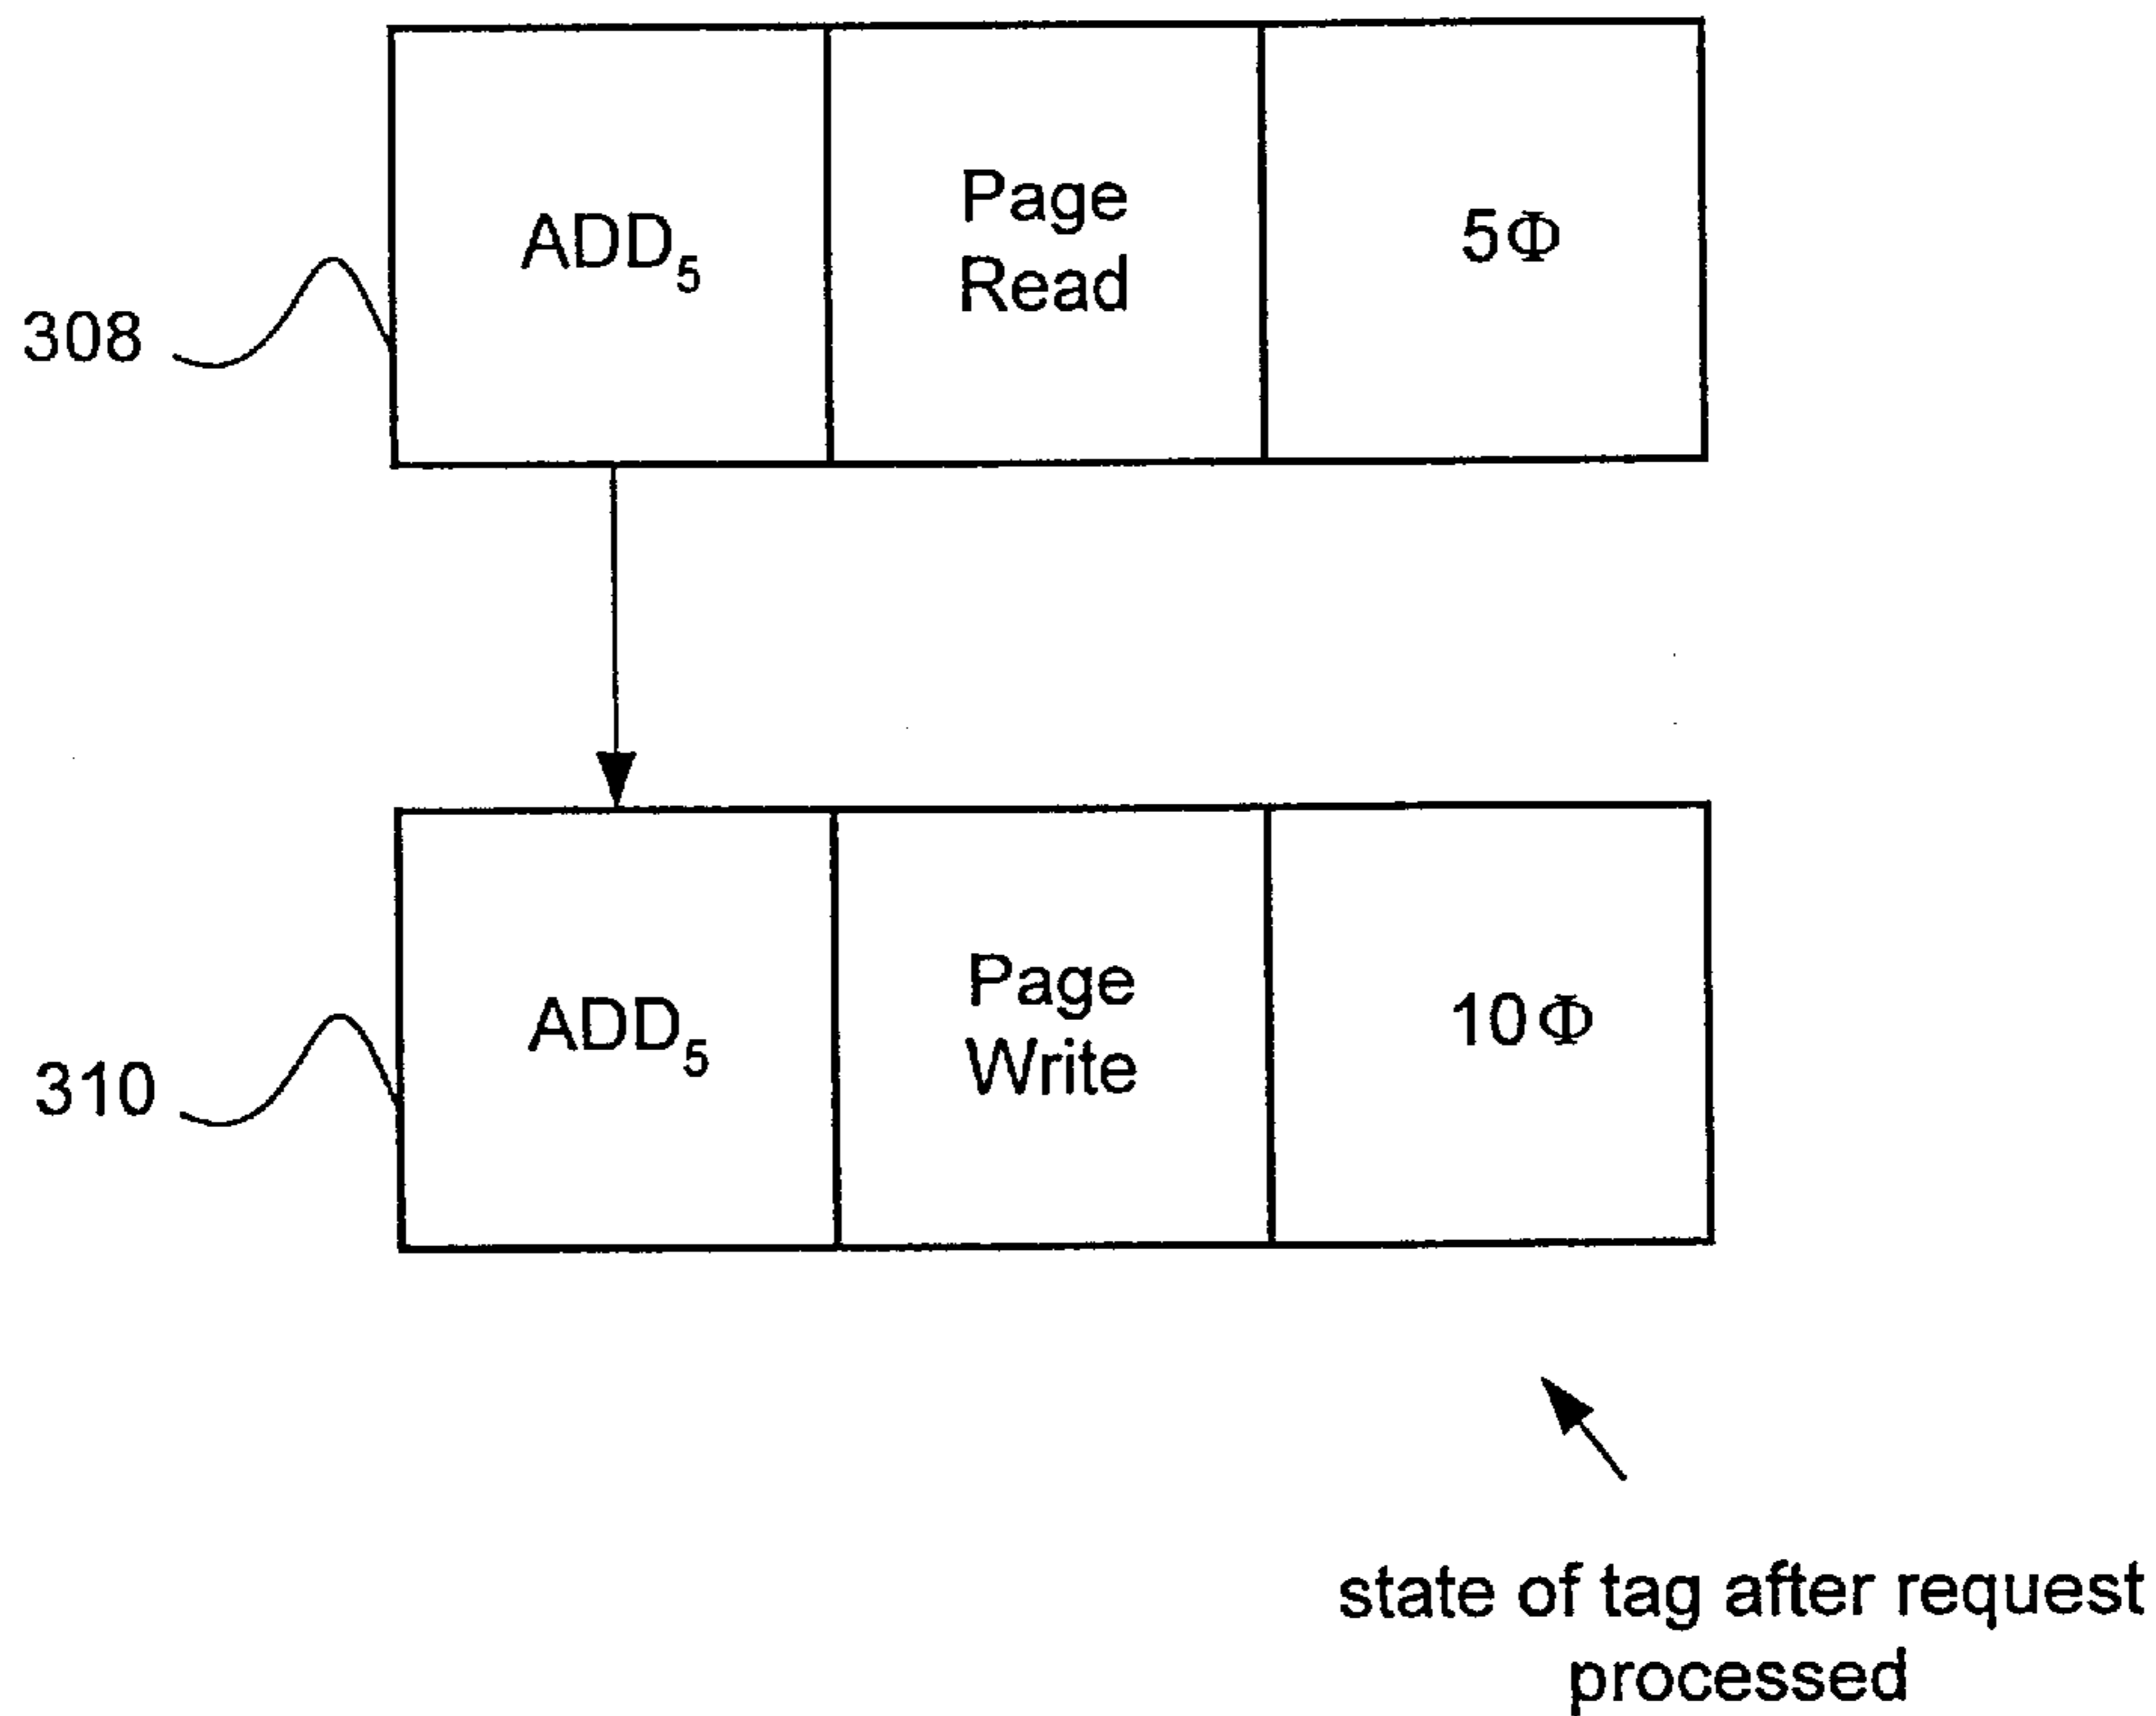 ADD₅
Page
Read
5Φ
308
ADD₅
Page
Write
10Φ
310
state of tag after request
processed